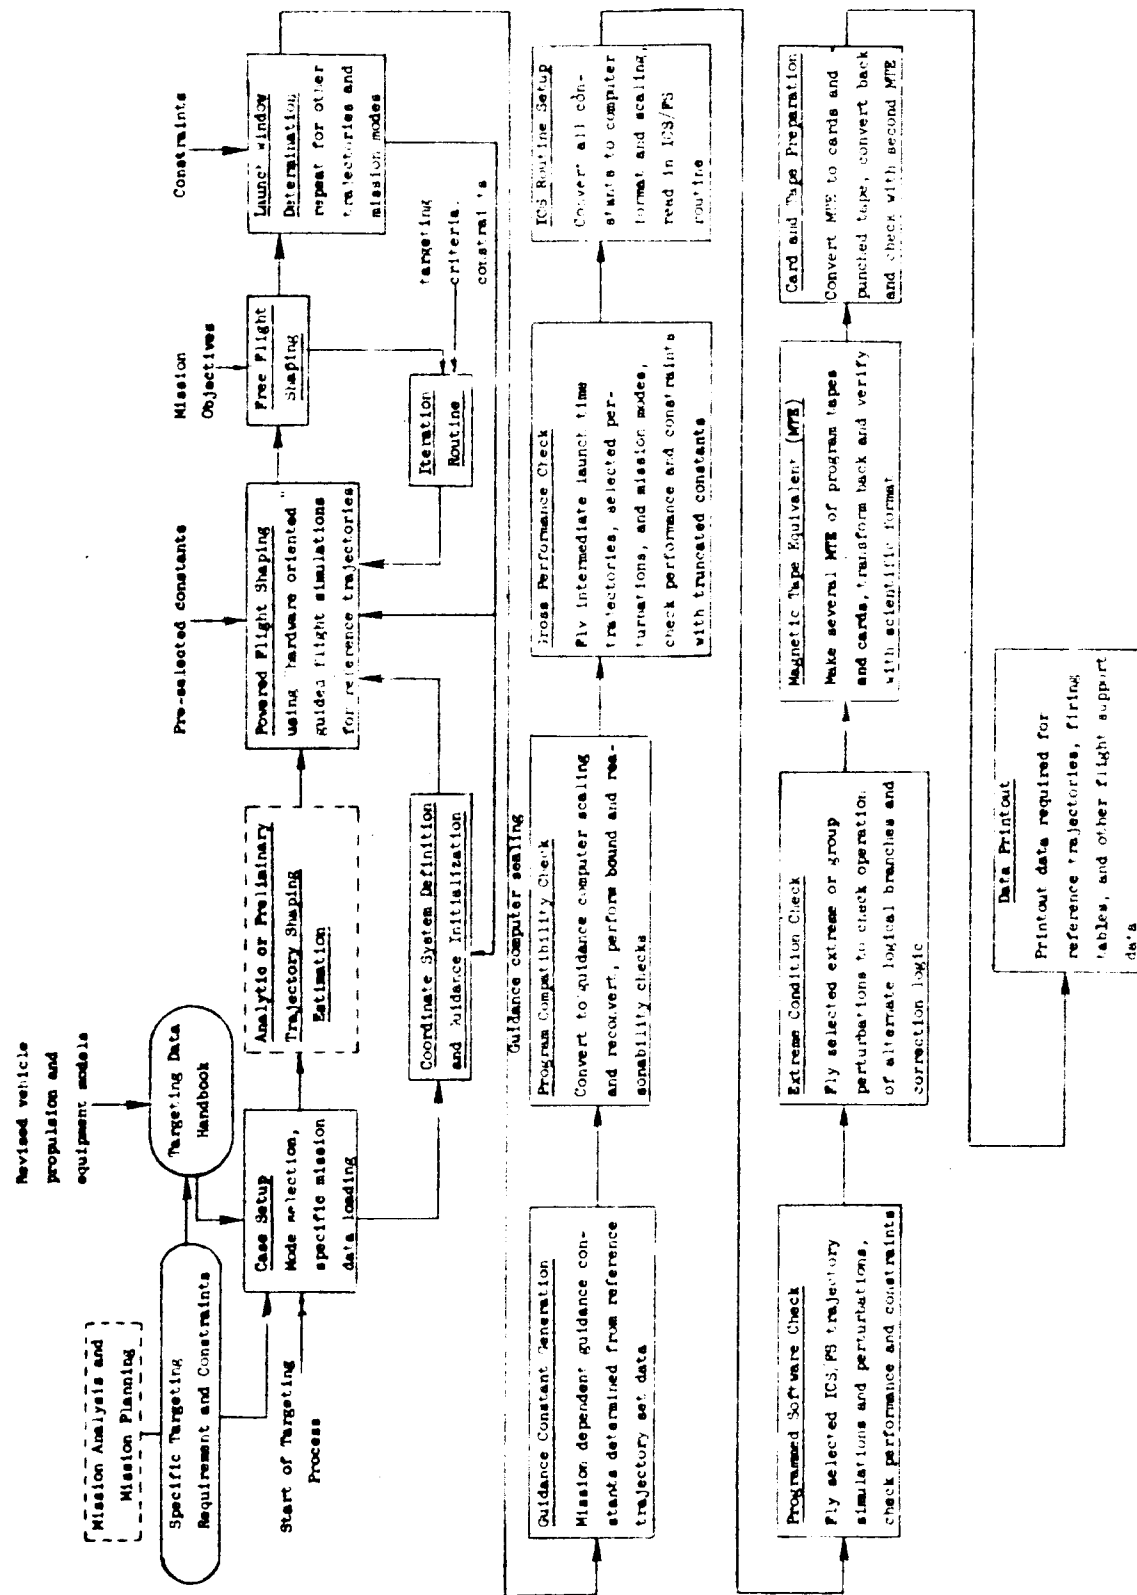 Mission Analysis and
Mission Planning
Specific Targeting
Requirement and Constraints
Revised vehicle
propulsion and
equipment models
Targeting Data
Handbook
Start of Targeting
Process
Case Setup
Mode selection,
specific mission
data loading
Analytic or Preliminary
Trajectory Shaping
Estimation
Coordinate System Definition
and Guidance Initialization
Pre-selected constants
Powered Flight Shaping
using "hardware oriented"
guided flight simulations
for reference trajectories
Mission
Objectives
Free Flight
Shaping
Iteration
Routine
targeting
criteria,
constraints
Constraints
Launch Window
Determination
repeat for other
trajectories and
mission modes
Guidance Constant Generation
Mission dependent guidance con-
stants determined from reference
trajectory set data
Guidance computer scaling
Program Compatibility Check
Convert to guidance computer scaling
and reconvert, perform bound and rea-
sonability checks
Gross Performance Check
Fly intermediate launch time
trajectories, selected per-
turbations, and mission modes,
check performance and constraints
with truncated constants
ICS Routine Setup
Convert all con-
stants to computer
format and scaling,
read in ICS/FS
routine
Programmed Software Check
Fly selected ICS/FS trajectory
simulations and perturbations,
check performance and constraints
Extreme Condition Check
Fly selected extreme or group
perturbations to check operation
of alternate logical branches and
correction logic
Magnetic Tape Equivalent (MTE)
Make several MTE of program tapes
and cards, transform back and verify
with scientific format
Card and Tape Preparation
Convert MTE to cards and
punched tape, convert back
and check with second MTE
Data Printout
Printout data required for
reference trajectories, firing
tables, and other flight support
data